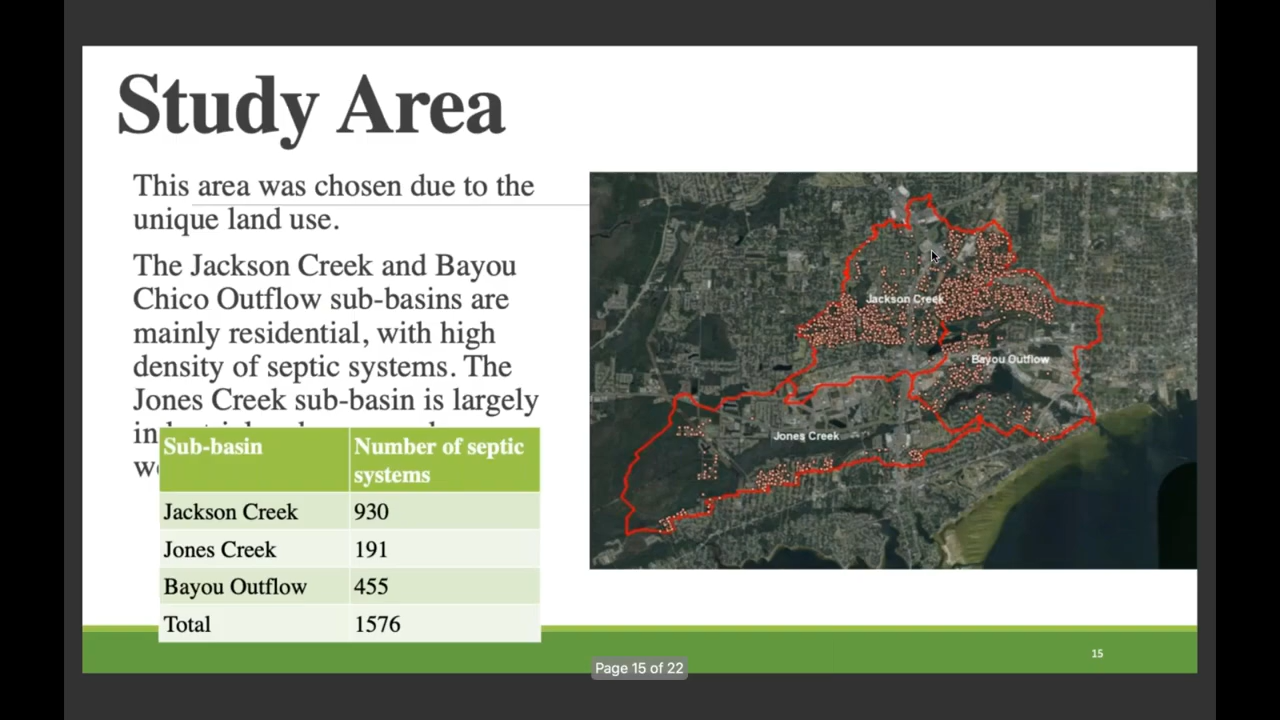 Study Area
This area was chosen due to the
unique land use.
The Jackson Creek and Bayou
Chico Outflow sub-basins are
mainly residential, with high
density of septic systems. The
Jones Creek sub-basin is largely
Sub-basin Number of septic systems
Jackson Creek 930
Jones Creek 191
Bayou Outflow 455
Total 1576
Jackson Creek
Bayou Outflow
Jones Creek
15
Page 15 of 22